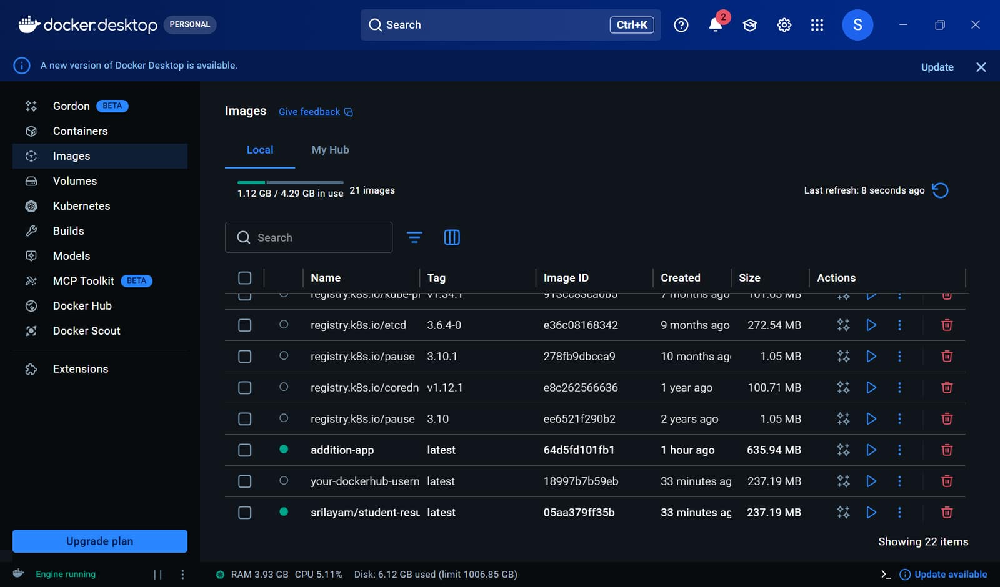 docker.desktop PERSONAL Search Ctrl+K 2 S
A new version of Docker Desktop is available. Update
Gordon BETA
Containers
Images
Volumes
Kubernetes
Builds
Models
MCP Toolkit BETA
Docker Hub
Docker Scout
Extensions
Upgrade plan
Images Give feedback
Local My Hub
1.12 GB / 4.29 GB in use 21 images Last refresh: 8 seconds ago
Search
Name Tag Image ID Created Size Actions
registry.k8s.io/kube-p v1.34.1 913cc83ca0b5 7 months ago 101.65 MB
registry.k8s.io/etcd 3.6.4-0 e36c08168342 9 months ago 272.54 MB
registry.k8s.io/pause 3.10.1 278fb9dbcca9 10 months ag 1.05 MB
registry.k8s.io/coredn v1.12.1 e8c262566636 1 year ago 100.71 MB
registry.k8s.io/pause 3.10 ee6521f290b2 2 years ago 1.05 MB
addition-app latest 64d5fd101fb1 1 hour ago 635.94 MB
your-dockerhub-usern latest 18997b7b59eb 33 minutes ag 237.19 MB
srilayam/student-resu latest 05aa379ff35b 33 minutes ag 237.19 MB
Showing 22 items
Engine running RAM 3.93 GB CPU 5.11% Disk: 6.12 GB used (limit 1006.85 GB) >_ Update available